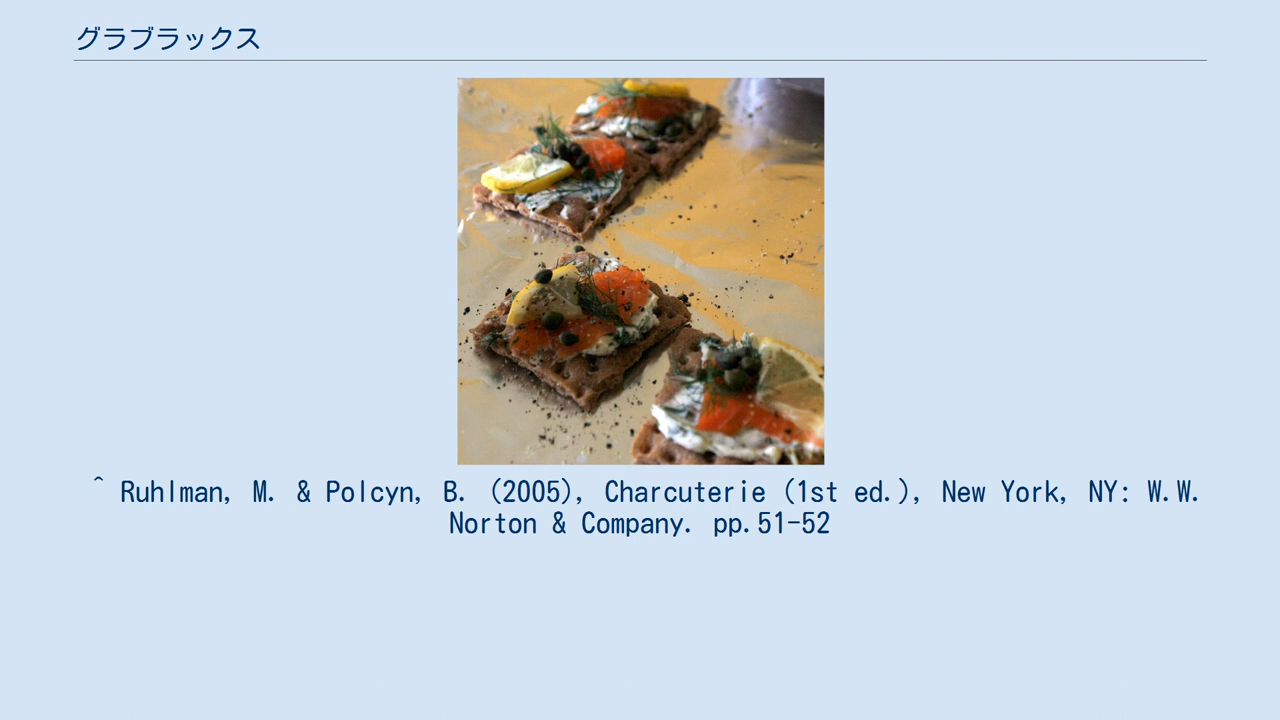 グラブラックス
^ Ruhlman, M. & Polcyn, B. (2005), Charcuterie (1st ed.), New York, NY: W.W.
Norton & Company. pp.51-52